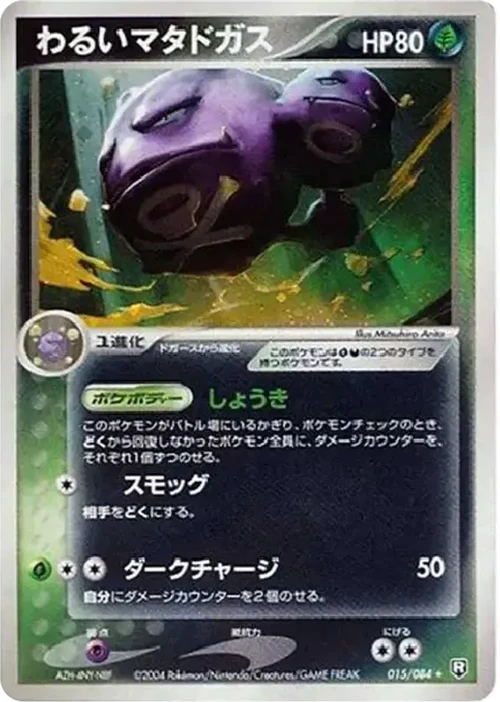 わるいマタドガス HP80
Illus. Mitsuhiro Arita
1進化 ドガースから進化
このポケモンはの2つのタイプを
持つポケモンです。
ポケボディー しょうき
このポケモンがバトル場にいるかぎり、ポケモンチェックのとき、
どくから回復しなかったポケモン全員に、ダメージカウンターを、
それぞれ1個ずつのせる。
スモッグ
相手をどくにする。
ダークチャージ 50
自分にダメージカウンターを2個のせる。
弱点 抵抗力 にげる
©2004 Pokémon/Nintendo/Creatures/GAME FREAK 015/084 ★ R